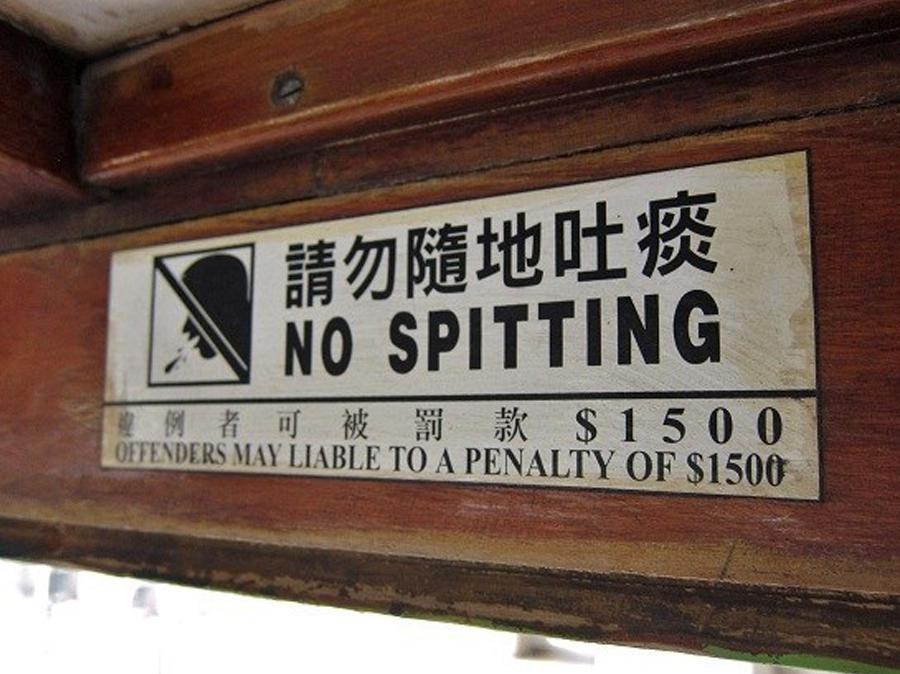 請勿隨地吐痰
NO SPITTING
違例者可被罰款 $1500
OFFENDERS MAY LIABLE TO A PENALTY OF $1500